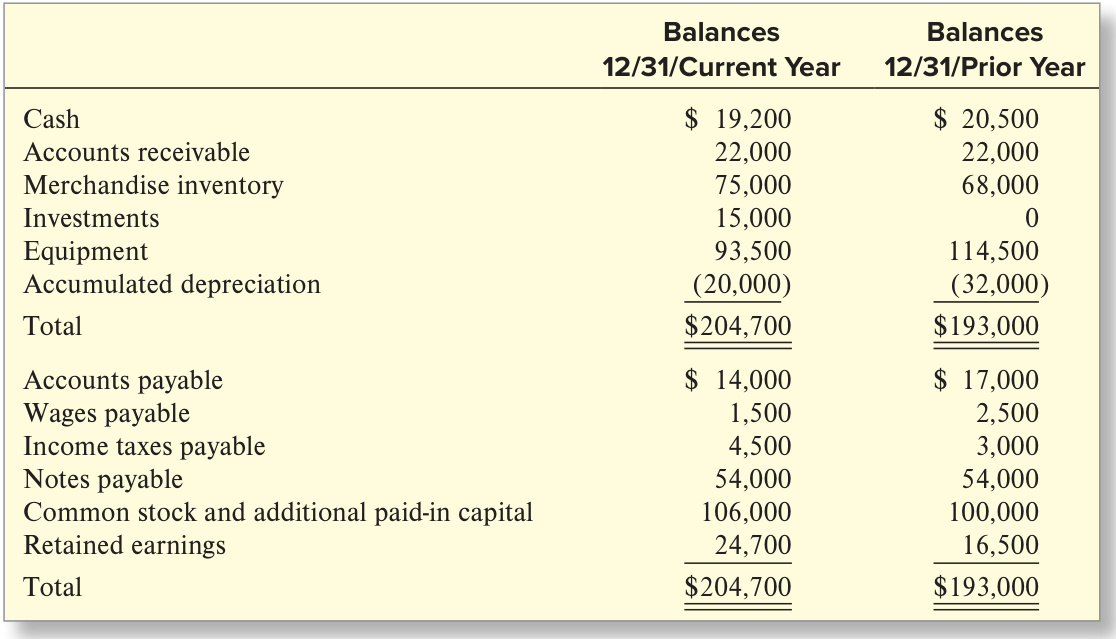 Balances Balances
12/31/Current Year 12/31/Prior Year
Cash $ 19,200 $ 20,500
Accounts receivable 22,000 22,000
Merchandise inventory 75,000 68,000
Investments 15,000 0
Equipment 93,500 114,500
Accumulated depreciation (20,000) (32,000)
Total $204,700 $193,000
Accounts payable $ 14,000 $ 17,000
Wages payable 1,500 2,500
Income taxes payable 4,500 3,000
Notes payable 54,000 54,000
Common stock and additional paid-in capital 106,000 100,000
Retained earnings 24,700 16,500
Total $204,700 $193,000